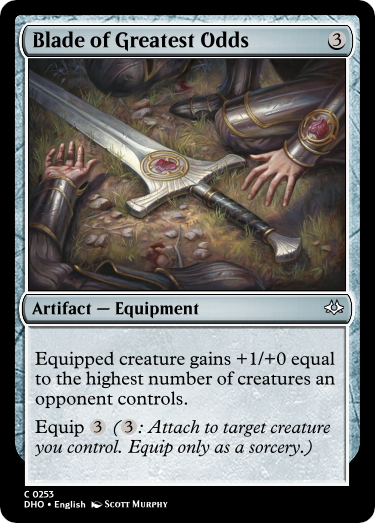 Blade of Greatest Odds 3
Artifact — Equipment
Equipped creature gains +1/+0 equal
to the highest number of creatures an
opponent controls.
Equip 3 (3: Attach to target creature
you control. Equip only as a sorcery.)
C 0253
DHO • English Scott Murphy